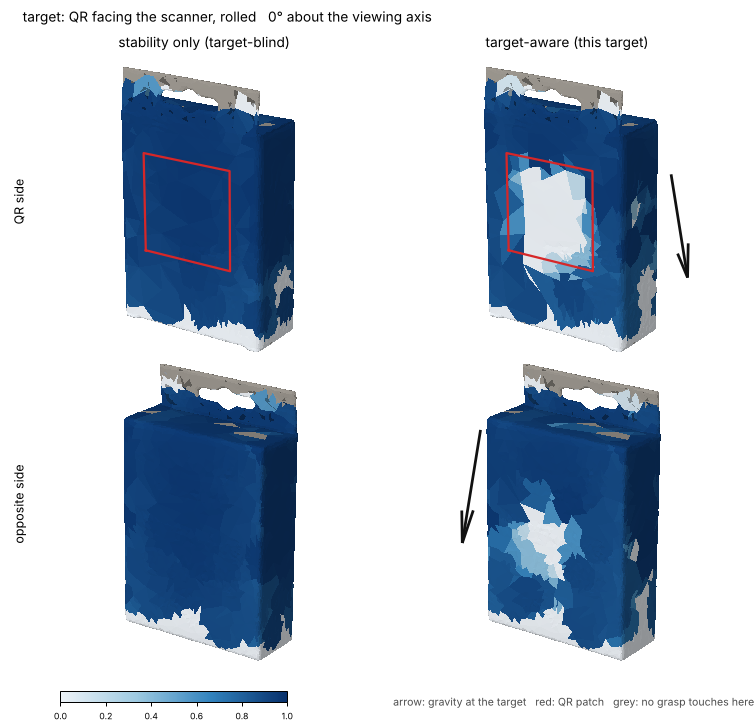 target: QR facing the scanner, rolled 0° about the viewing axis
stability only (target-blind)
target-aware (this target)
QR side
opposite side
0.0 0.2 0.4 0.6 0.8 1.0
arrow: gravity at the target red: QR patch grey: no grasp touches here